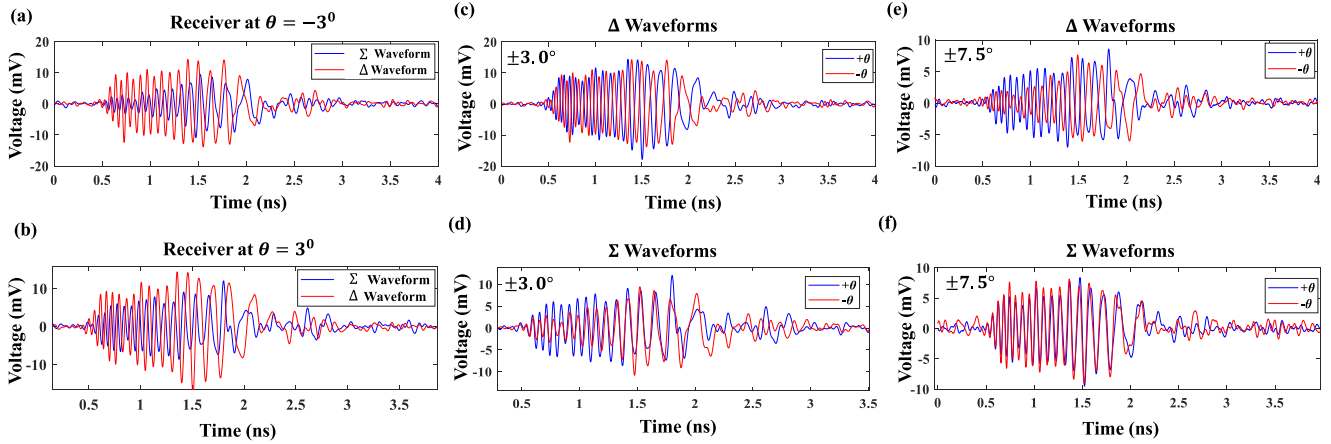 (a)
Receiver at θ = −3⁰
Σ Waveform
Δ Waveform
Voltage (mV)
20
10
0
-10
-20
0 0.5 1 1.5 2 2.5 3 3.5 4
Time (ns)
(c)
Δ Waveforms
±3.0°
+θ
-θ
Voltage (mV)
20
10
0
-10
-20
0 0.5 1 1.5 2 2.5 3 3.5 4
Time (ns)
(e)
Δ Waveforms
±7.5°
+θ
-θ
Voltage (mV)
10
5
0
-5
-10
0 0.5 1 1.5 2 2.5 3 3.5 4
Time (ns)
(b)
Receiver at θ = 3⁰
Σ Waveform
Δ Waveform
Voltage (mV)
10
0
-10
0.5 1 1.5 2 2.5 3 3.5
Time (ns)
(d)
Σ Waveforms
±3.0°
+θ
-θ
Voltage (mV)
10
5
0
-5
-10
0.5 1 1.5 2 2.5 3 3.5
Time (ns)
(f)
Σ Waveforms
±7.5°
+θ
-θ
Voltage (mV)
10
5
0
-5
-10
0 0.5 1 1.5 2 2.5 3 3.5
Time (ns)